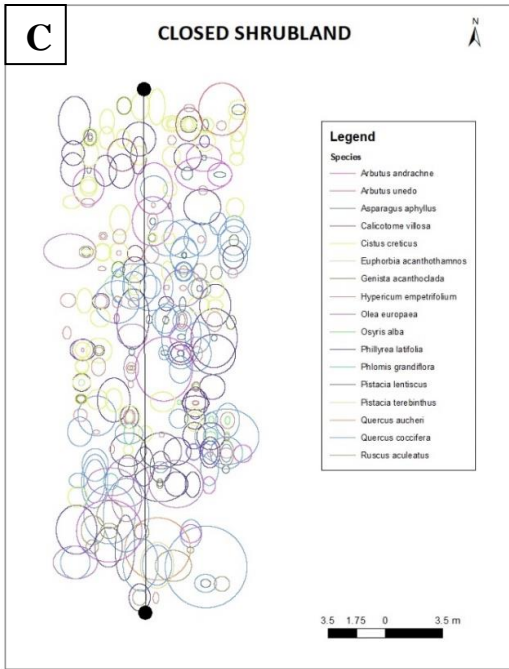 C
CLOSED SHRUBLAND
N
Legend
Species
Arbutus andrachne
Arbutus unedo
Asparagus aphyllus
Calicotome villosa
Cistus creticus
Euphorbia acanthothamnos
Genista acanthoclada
Hypericum empetrifolium
Olea europaea
Osyris alba
Phillyrea latifolia
Phlomis grandiflora
Pistacia lentiscus
Pistacia terebinthus
Quercus aucheri
Quercus coccifera
Ruscus aculeatus
3.5 1.75 0 3.5 m